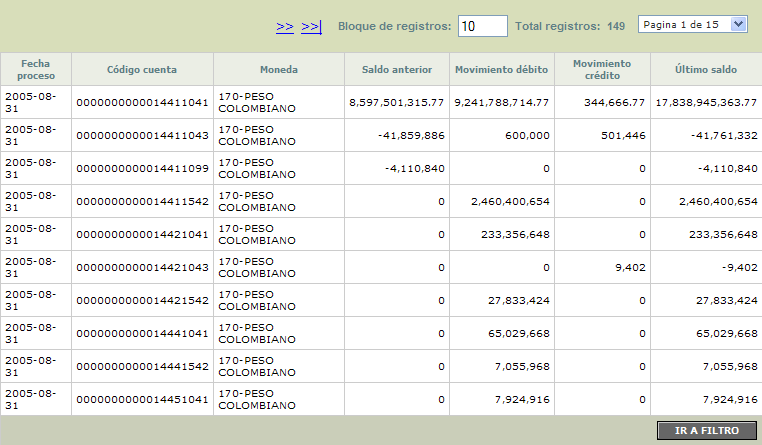 >> >>| Bloque de registros: 10 Total registros: 149 Pagina 1 de 15
Fecha proceso Código cuenta Moneda Saldo anterior Movimiento débito Movimiento crédito Último saldo
2005-08-31 0000000000014411041 170-PESO COLOMBIANO 8,597,501,315.77 9,241,788,714.77 344,666.77 17,838,945,363.77
2005-08-31 0000000000014411043 170-PESO COLOMBIANO -41,859,886 600,000 501,446 -41,761,332
2005-08-31 0000000000014411099 170-PESO COLOMBIANO -4,110,840 0 0 -4,110,840
2005-08-31 0000000000014411542 170-PESO COLOMBIANO 0 2,460,400,654 0 2,460,400,654
2005-08-31 0000000000014421041 170-PESO COLOMBIANO 0 233,356,648 0 233,356,648
2005-08-31 0000000000014421043 170-PESO COLOMBIANO 0 0 9,402 -9,402
2005-08-31 0000000000014421542 170-PESO COLOMBIANO 0 27,833,424 0 27,833,424
2005-08-31 0000000000014441041 170-PESO COLOMBIANO 0 65,029,668 0 65,029,668
2005-08-31 0000000000014441542 170-PESO COLOMBIANO 0 7,055,968 0 7,055,968
2005-08-31 0000000000014451041 170-PESO COLOMBIANO 0 7,924,916 0 7,924,916
IR A FILTRO